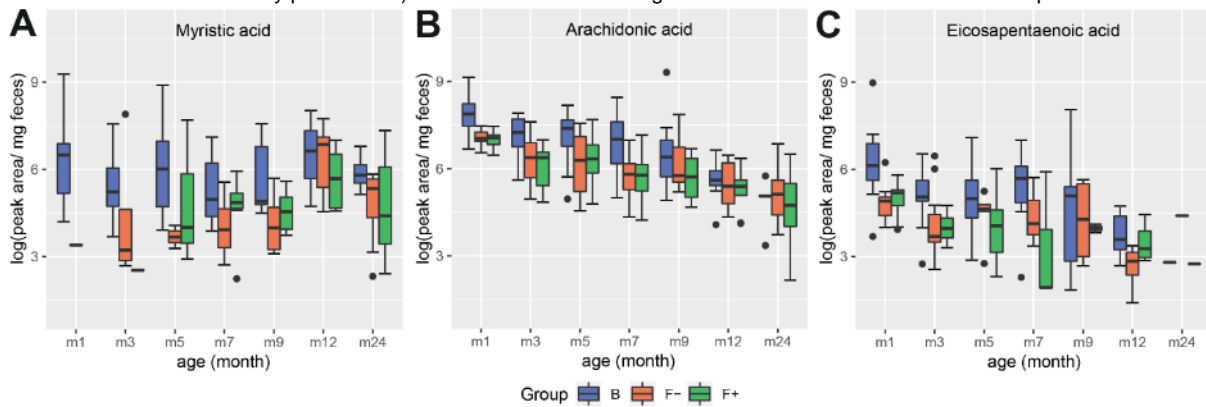 A Myristic acid
B Arachidonic acid
C Eicosapentaenoic acid
log(peak area/ mg feces)
9
6
3
m1 m3 m5 m7 m9 m12 m24
age (month)
log(peak area/ mg feces)
9
6
3
m1 m3 m5 m7 m9 m12 m24
age (month)
log(peak area/ mg feces)
9
6
3
m1 m3 m5 m7 m9 m12 m24
age (month)
Group B F− F+